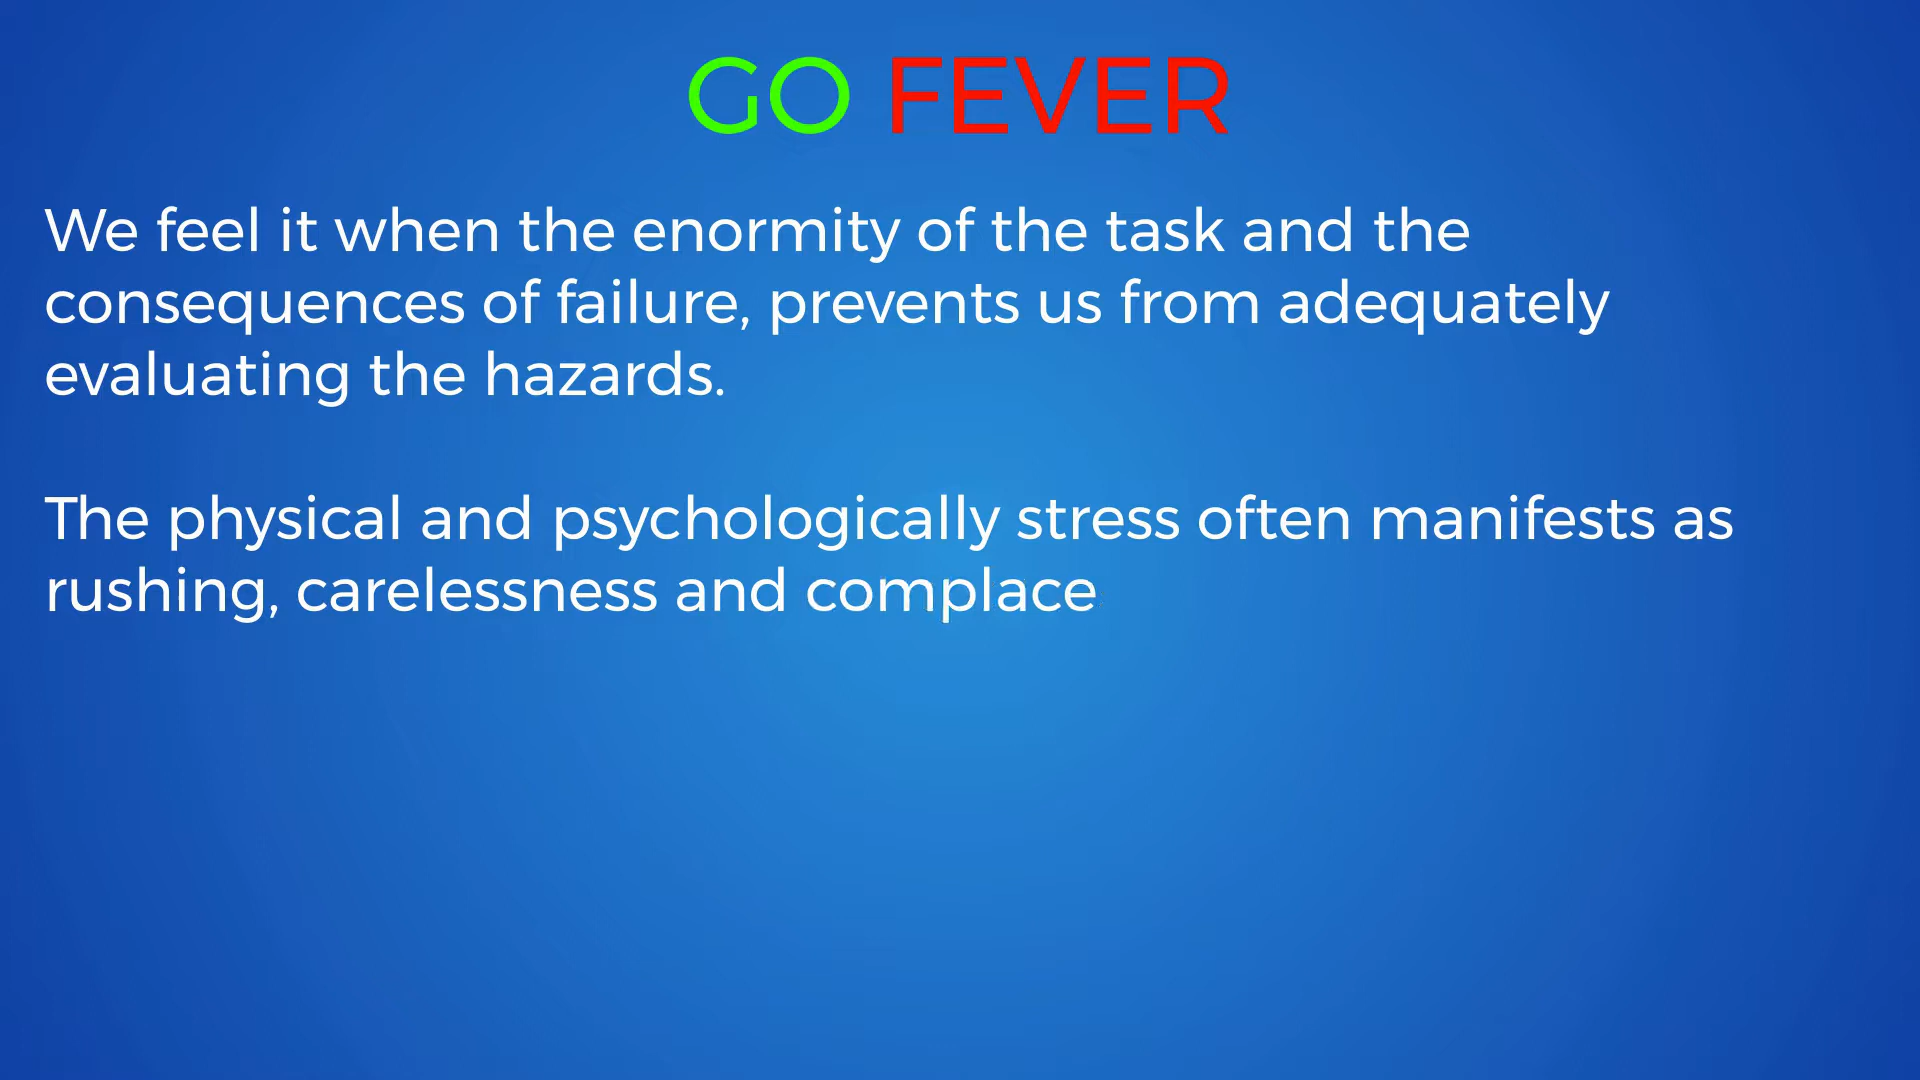 GO FEVER
We feel it when the enormity of the task and the
consequences of failure, prevents us from adequately
evaluating the hazards.
The physical and psychologically stress often manifests as
rushing, carelessness and complace